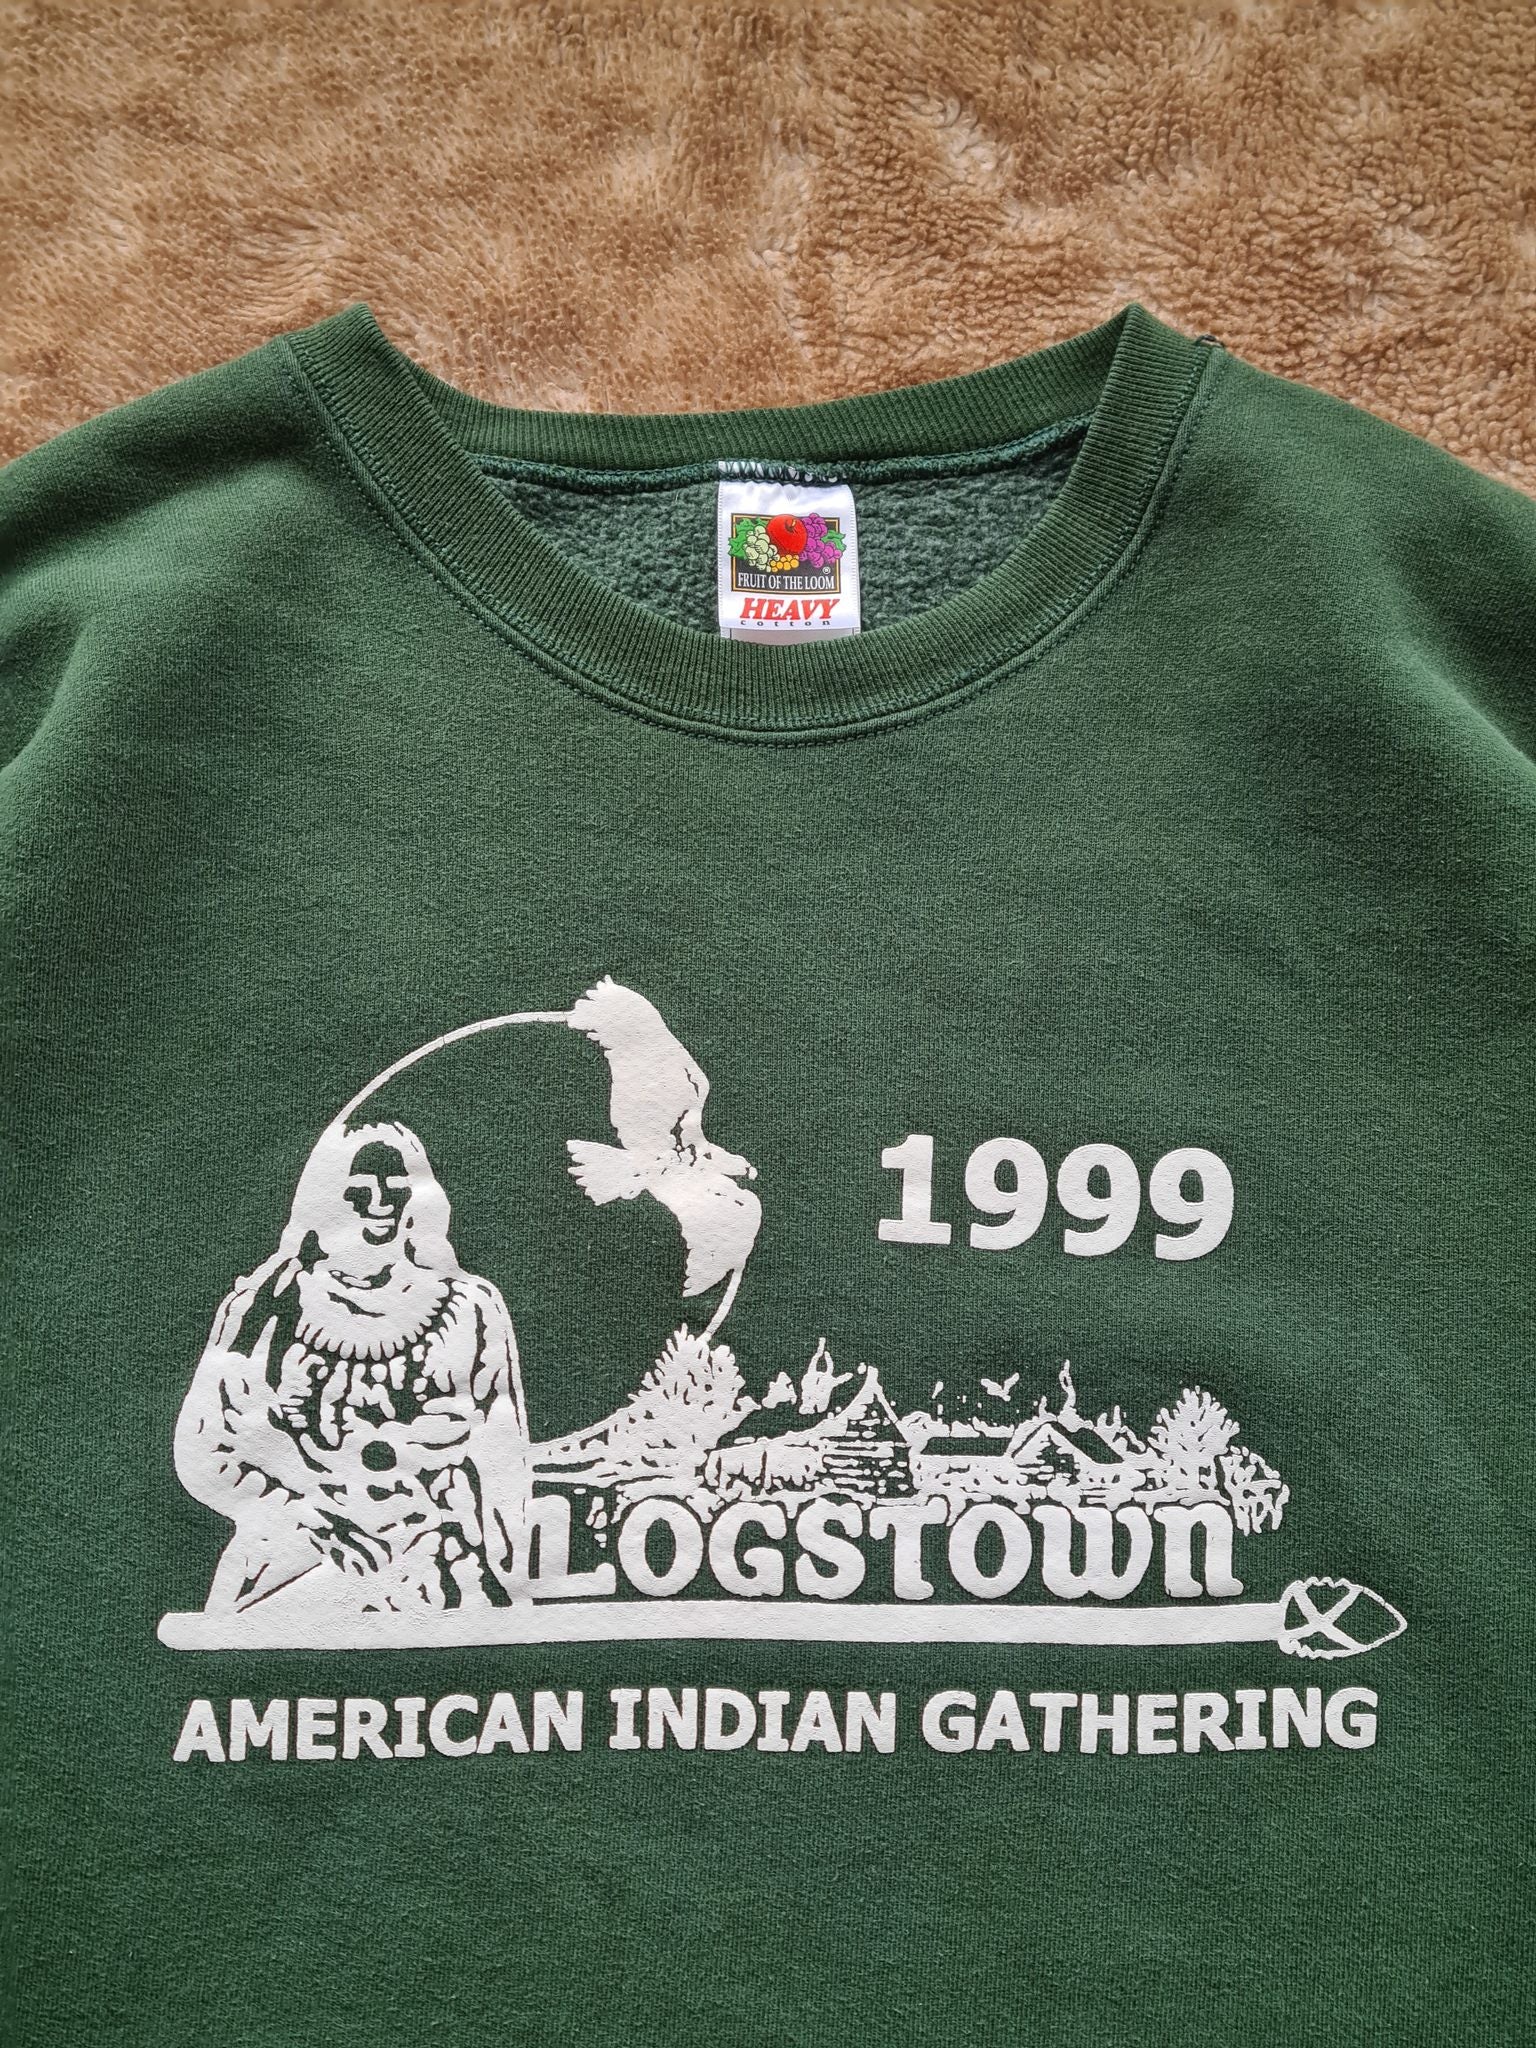 FRUIT OF THE LOOM ®
HEAVY
cotton
1999
LOGSTOWN
AMERICAN INDIAN GATHERING